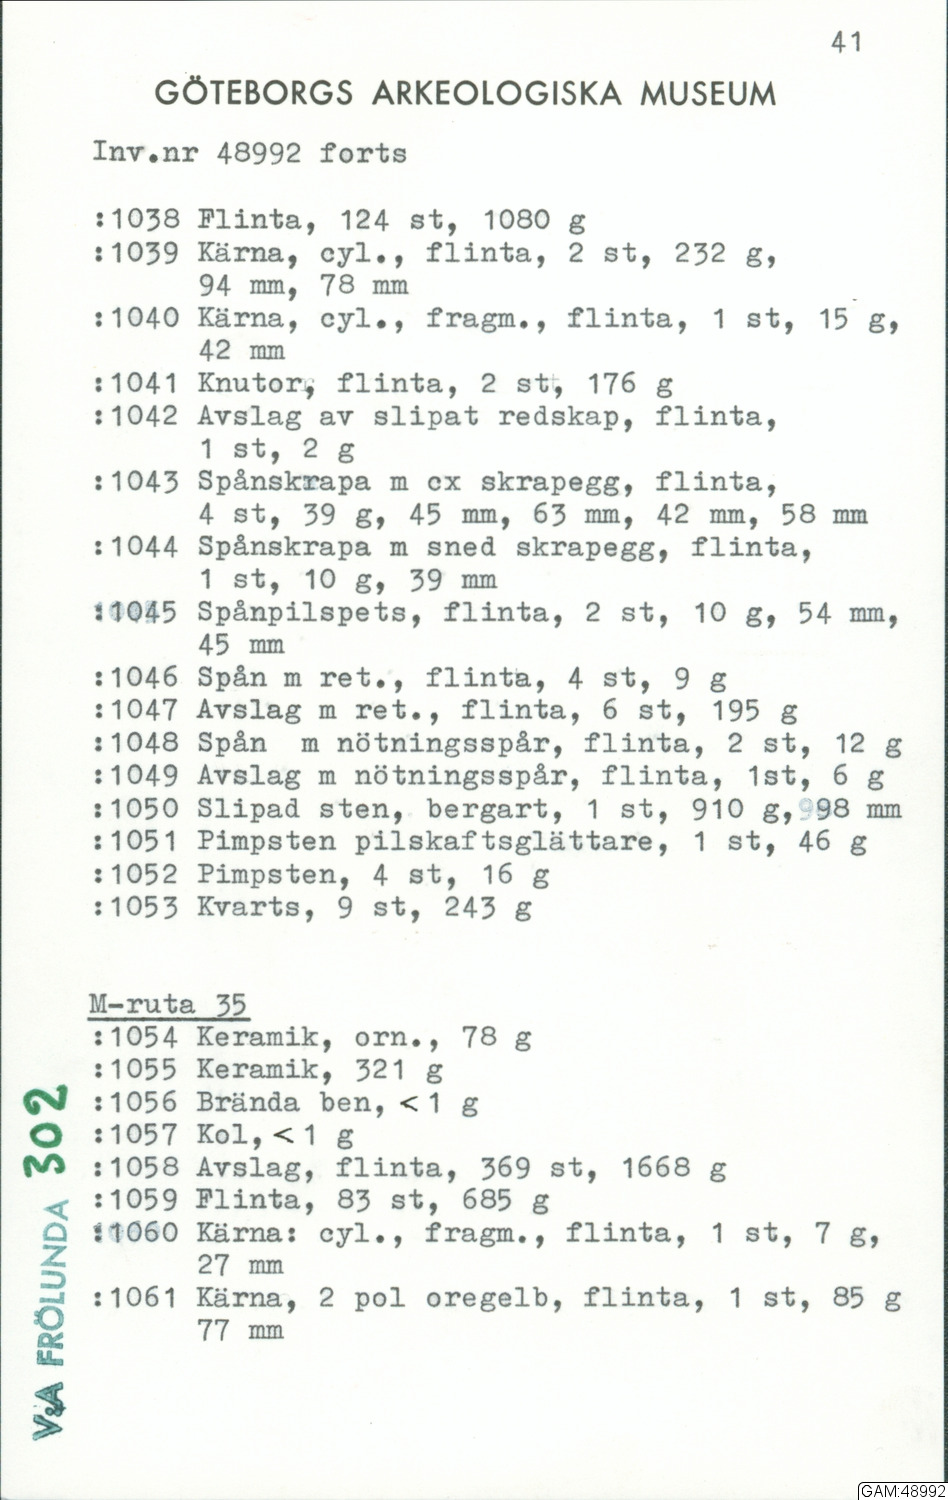 41
GÖTEBORGS ARKEOLOGISKA MUSEUM
Inv.nr 48992 forts
:1038 Flinta, 124 st, 1080 g
:1039 Kärna, cyl., flinta, 2 st, 232 g,
94 mm, 78 mm
:1040 Kärna, cyl., fragm., flinta, 1 st, 15 g,
42 mm
:1041 Knutor, flinta, 2 st, 176 g
:1042 Avslag av slipat redskap, flinta,
1 st, 2 g
:1043 Spånskrapa m cx skrapegg, flinta,
4 st, 39 g, 45 mm, 63 mm, 42 mm, 58 mm
:1044 Spånskrapa m sned skrapegg, flinta,
1 st, 10 g, 39 mm
:1045 Spånpilspets, flinta, 2 st, 10 g, 54 mm,
45 mm
:1046 Spån m ret., flinta, 4 st, 9 g
:1047 Avslag m ret., flinta, 6 st, 195 g
:1048 Spån m nötningsspår, flinta, 2 st, 12 g
:1049 Avslag m nötningsspår, flinta, 1st, 6 g
:1050 Slipad sten, bergart, 1 st, 910 g, 98 mm
:1051 Pimpsten pilskaftsglättare, 1 st, 46 g
:1052 Pimpsten, 4 st, 16 g
:1053 Kvarts, 9 st, 243 g
M-ruta 35
:1054 Keramik, orn., 78 g
:1055 Keramik, 321 g
:1056 Brända ben, <1 g
:1057 Kol, <1 g
:1058 Avslag, flinta, 369 st, 1668 g
:1059 Flinta, 83 st, 685 g
:1060 Kärna: cyl., fragm., flinta, 1 st, 7 g,
27 mm
:1061 Kärna, 2 pol oregelb, flinta, 1 st, 85 g
77 mm
V&A FRÖLUNDA 302
GAM:48992